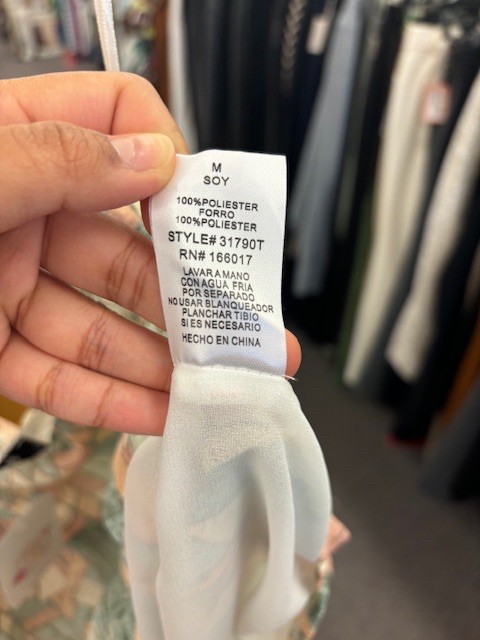 M
SOY
100%POLIESTER
FORRO
100%POLIESTER
STYLE# 31790T
RN# 166017
LAVAR A MANO
CON AGUA FRIA
POR SEPARADO
NO USAR BLANQUEADOR
PLANCHAR TIBIO
SI ES NECESARIO
HECHO EN CHINA